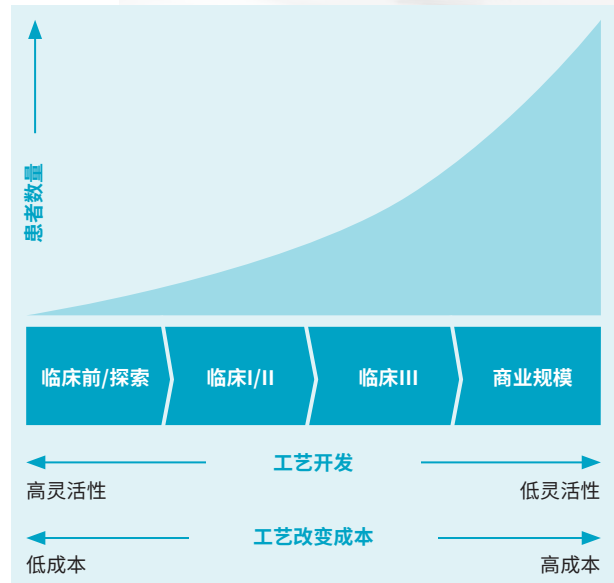 患者数量
临床前/探索
临床I/II
临床III
商业规模
工艺开发
高灵活性
低灵活性
工艺改变成本
低成本
高成本